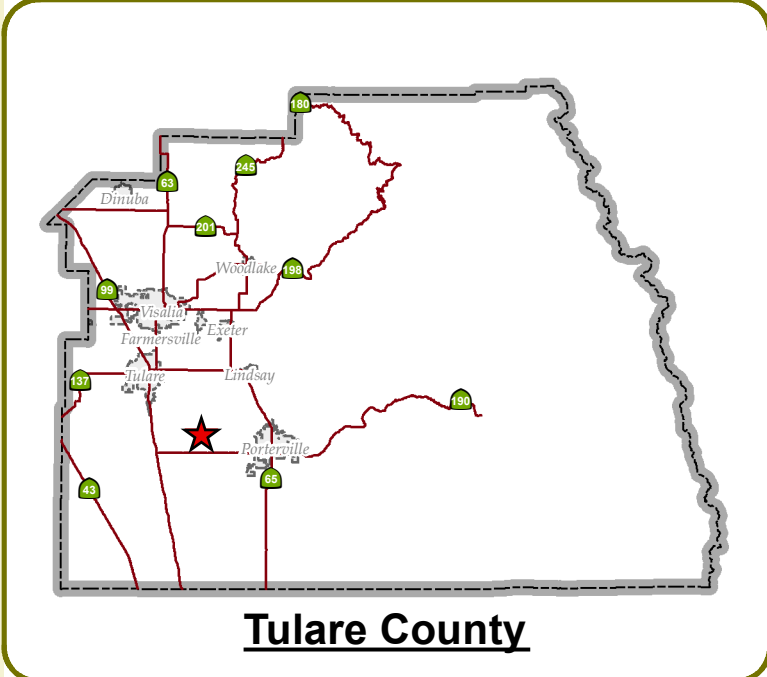 180
245
63
Dinuba
201
Woodlake
198
99
Visalia
Exeter
Farmersville
Tulare
Lindsay
137
190
Porterville
65
43
Tulare County